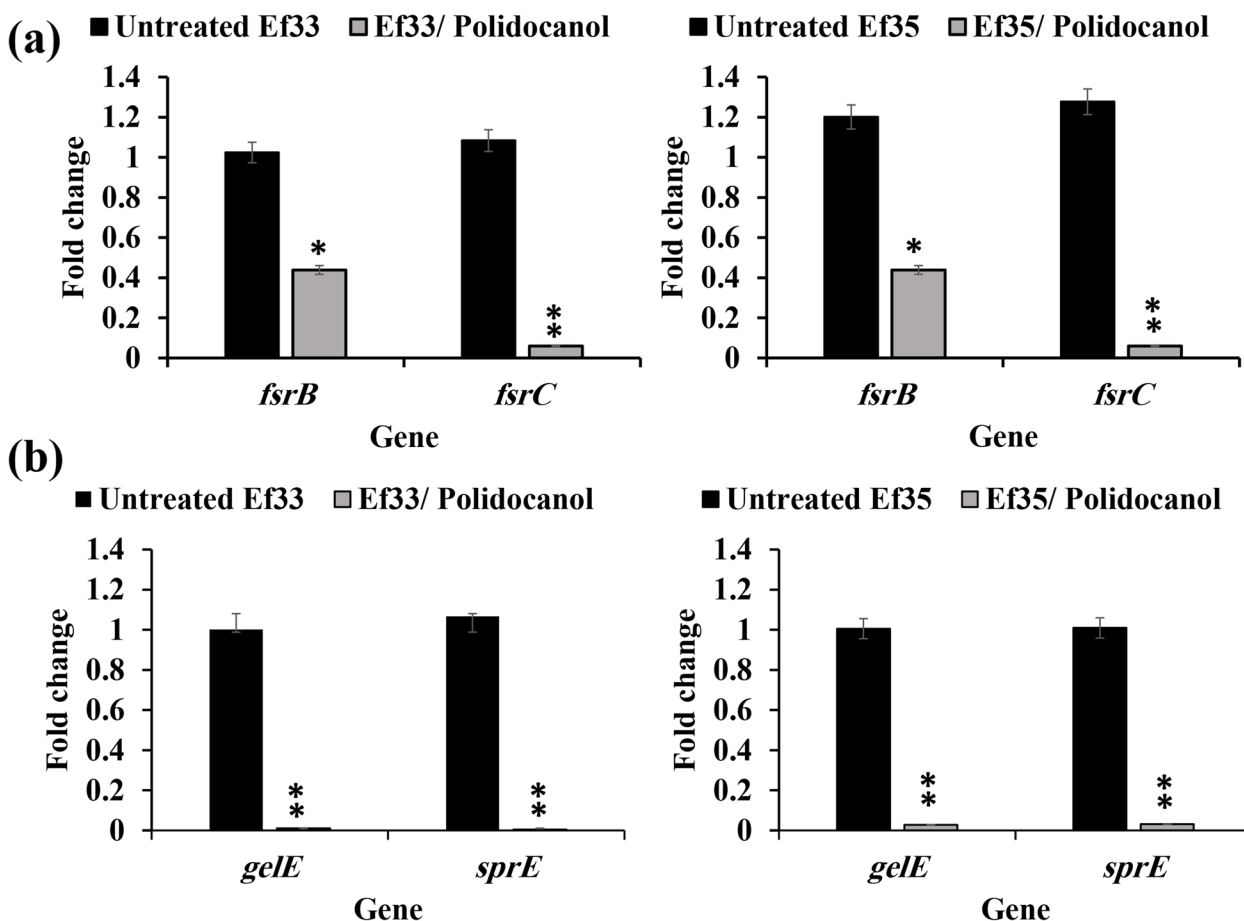 (a)
Untreated Ef33 Ef33/ Polidocanol
1.4
1.2
1
0.8
0.6
0.4
0.2
0
Fold change
*
**
fsrB fsrC
Gene
Untreated Ef35 Ef35/ Polidocanol
1.4
1.2
1
0.8
0.6
0.4
0.2
0
Fold change
*
**
fsrB fsrC
Gene
(b)
Untreated Ef33 Ef33/ Polidocanol
1.4
1.2
1
0.8
0.6
0.4
0.2
0
Fold change
**
**
gelE sprE
Gene
Untreated Ef35 Ef35/ Polidocanol
1.4
1.2
1
0.8
0.6
0.4
0.2
0
Fold change
**
**
gelE sprE
Gene